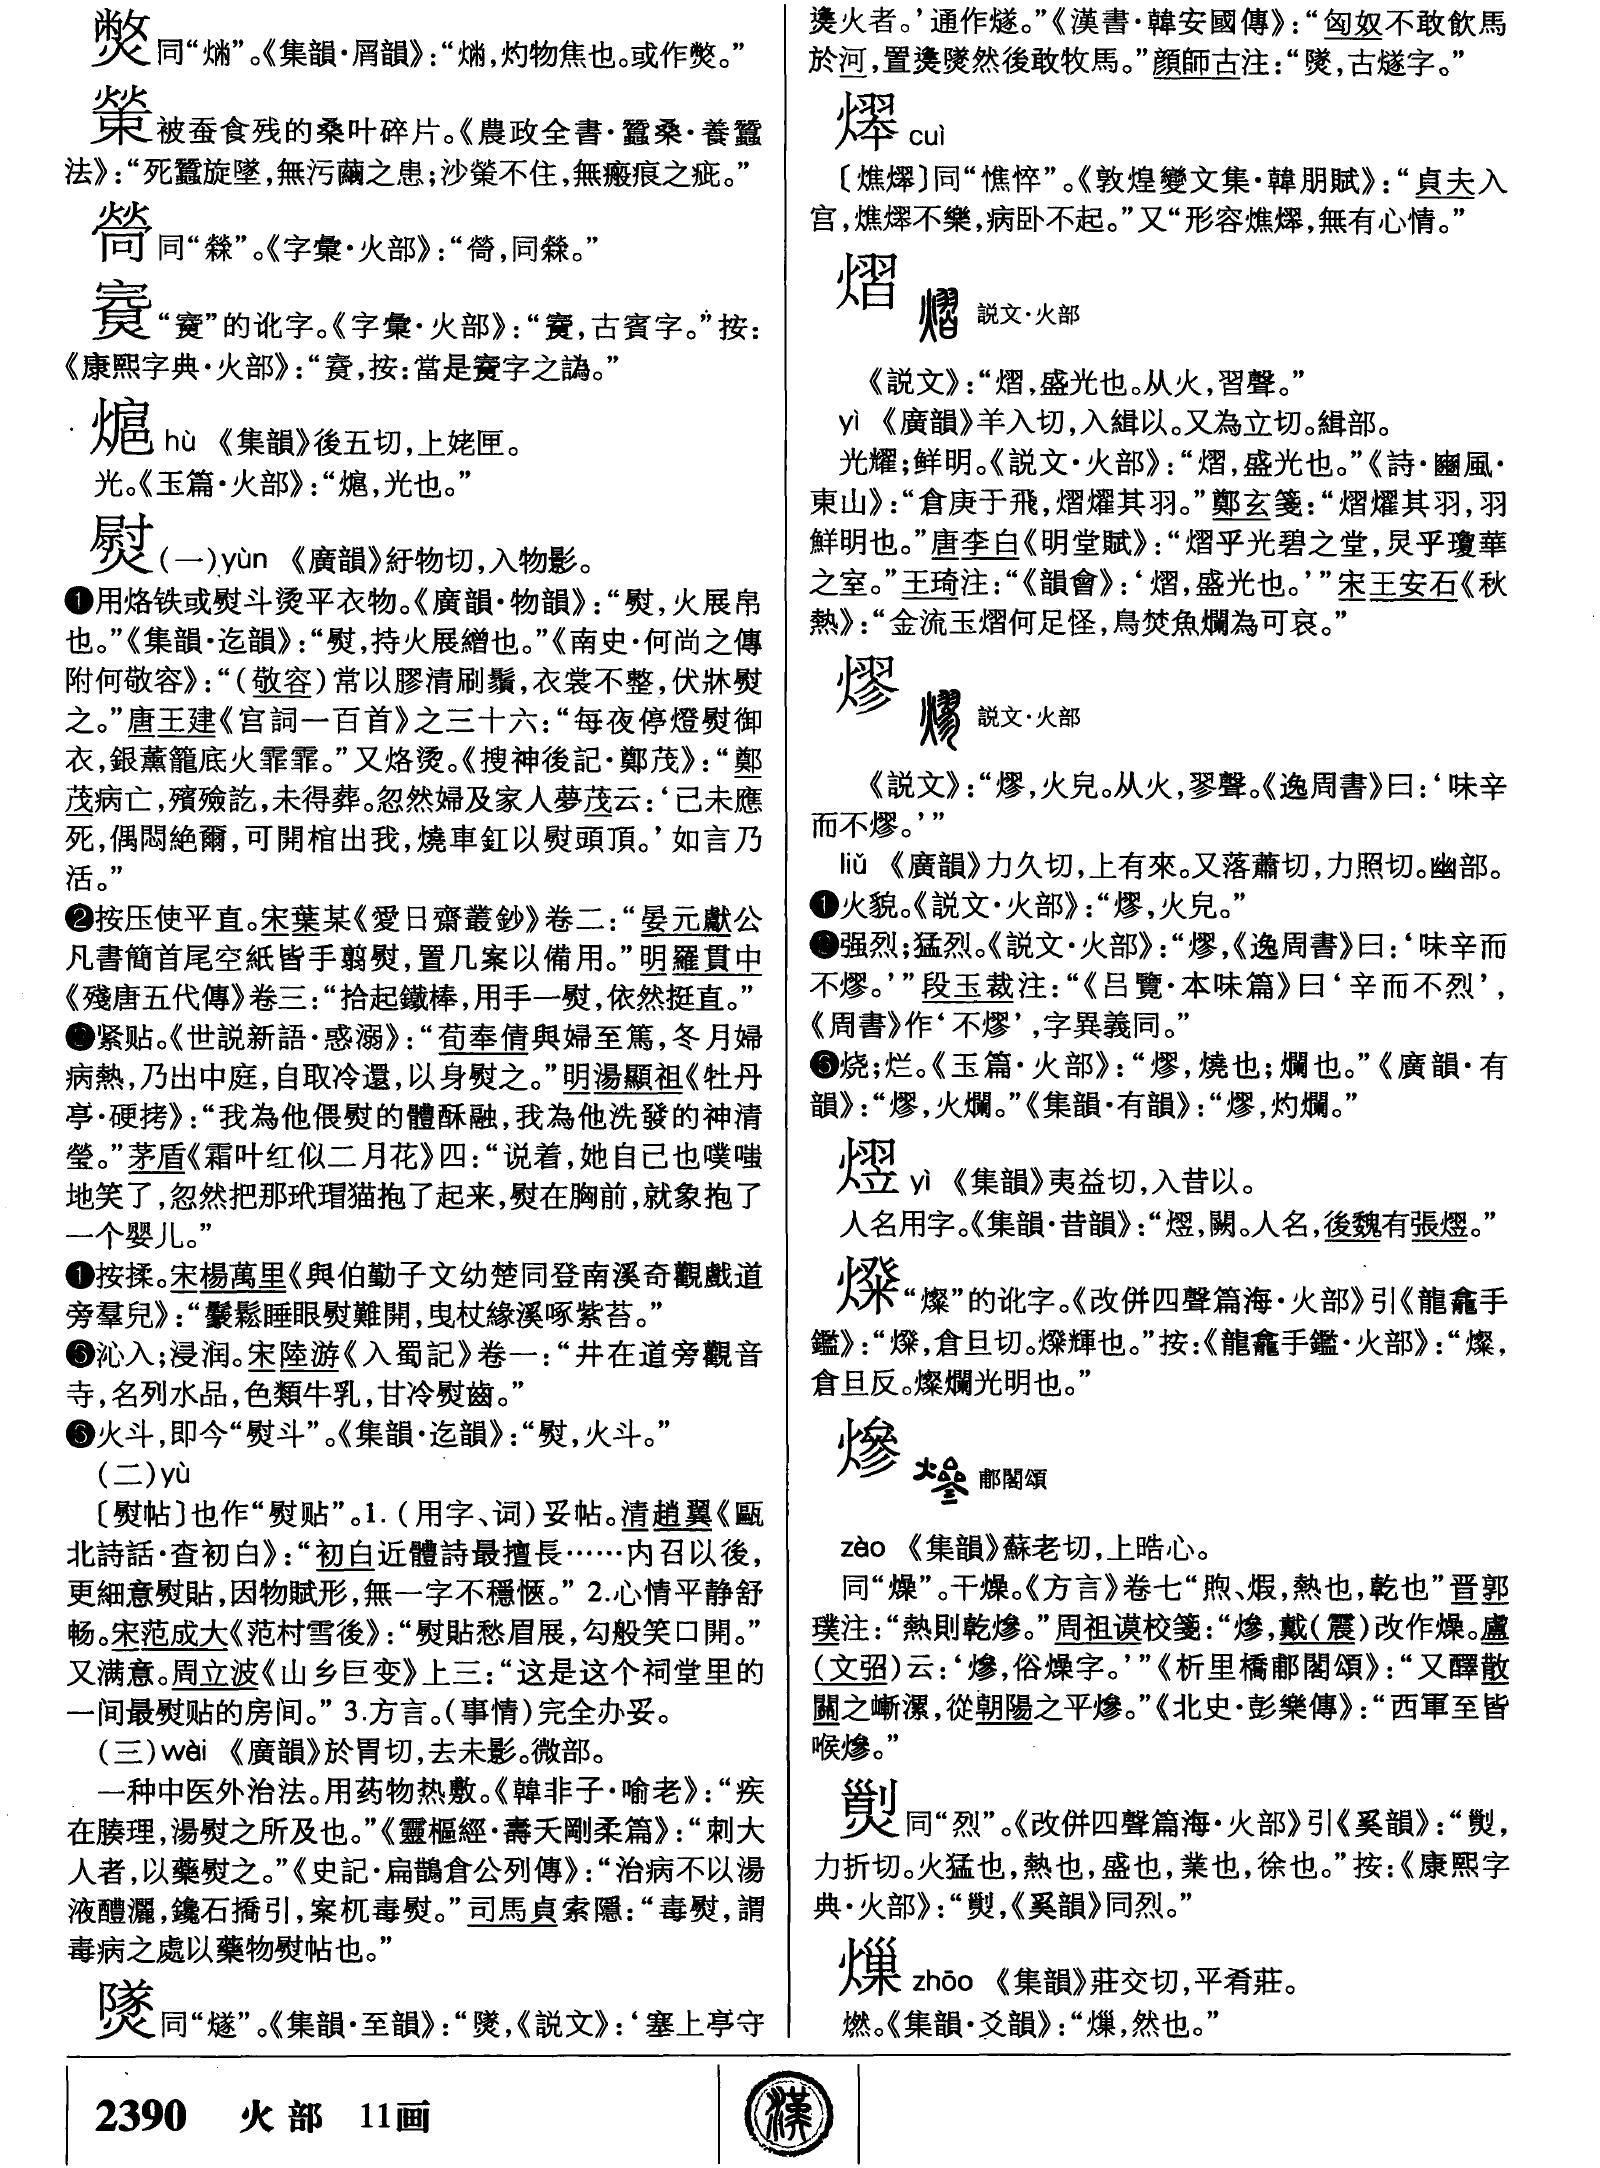 同“㶿”。《集韻·屑韻》：“㶿，灼物焦也。或作焚。”
被蚕食残的桑叶碎片。《農政全書·蠶桑·養蠶
法》：“死蠶旋墜，無污繭之患；沙不住，無瘢痕之疵。”
同“”。《字彙·火部》：“，同。”
“”的讹字。《字彙·火部》：“，古賓字。”按：
《康熙字典·火部》：“，按：當是字之譌。”
熩 hù 《集韻》後五切，上姥匣。
光。《玉篇·火部》：“熩，光也。”
熨 （一）yùn 《廣韻》紆物切，入物影。
❶用烙铁或熨斗烫平衣物。《廣韻·物韻》：“熨，火展帛
也。”《集韻·迄韻》：“熨，持火展繒也。”《南史·何尚之傳
附何敬容》：“（敬容）常以膠清刷鬚，衣裳不整，伏牀熨
之。”唐王建《宫詞一百首》之三十六：“每夜停燈熨御
衣，銀薰籠底火霏霏。”又烙烫。《搜神後記·鄭茂》：“鄭
茂病亡，殯殮訖，未得葬。忽然婦及家人夢茂云：‘己未應
死，偶悶絶爾，可開棺出我，燒車釭以熨頭頂。’如言乃
活。”
❷按压使平直。宋葉某《愛日齋叢鈔》卷二：“晏元獻公
凡書簡首尾空紙皆手翦熨，置几案以備用。”明羅貫中
《殘唐五代傳》卷三：“拾起鐵棒，用手一熨，依然挺直。”
❸紧贴。《世説新語·惑溺》：“荀奉倩與婦至篤，冬月婦
病熱，乃出中庭，自取冷還，以身熨之。”明湯顯祖《牡丹
亭·硬拷》：“我為他偎熨的體酥融，我為他洗發的神清
瑩。”茅盾《霜叶红似二月花》四：“说着，她自己也噗嗤
地笑了，忽然把那玳瑁猫抱了起来，熨在胸前，就象抱了
一个婴儿。”
❹按揉。宋楊萬里《與伯勤子文幼楚同登南溪奇觀戲道
旁羣兒》：“鬖鬆睡眼熨難開，曳杖緣溪啄紫苔。”
❺沁入；浸润。宋陸游《入蜀記》卷一：“井在道旁觀音
寺，名列水品，色類牛乳，甘冷熨齒。”
❻火斗，即今“熨斗”。《集韻·迄韻》：“熨，火斗。”
（二）yù
〔熨帖〕也作“熨贴”。1.（用字、词）妥帖。清趙翼《甌
北詩話·查初白》：“初白近體詩最擅長……内召以後，
更細意熨貼，因物賦形，無一字不穩愜。” 2.心情平静舒
畅。宋范成大《范村雪後》：“熨貼愁眉展，勾般笑口開。”
又满意。周立波《山乡巨变》上三：“这是这个祠堂里的
一间最熨贴的房间。” 3.方言。（事情）完全办妥。
（三）wèi 《廣韻》於胃切，去未影。微部。
一种中医外治法。用药物热敷。《韓非子·喻老》：“疾
在腠理，湯熨之所及也。”《靈樞經·壽夭剛柔篇》：“刺大
人者，以藥熨之。”《史記·扁鵲倉公列傳》：“治病不以湯
液醴灑，鑱石撟引，案杌毒熨。”司馬貞索隱：“毒熨，謂
毒病之處以藥物熨帖也。”
㷭 同“燧”。《集韻·至韻》：“㷭，《説文》：‘塞上亭守
㷭火者。’通作燧。”《漢書·韓安國傳》：“匈奴不敢飲馬
於河，置㷭然後敢牧馬。”顔師古注：“㷭，古燧字。”
cuì
〔燋〕同“憔悴”。《敦煌變文集·韓朋賦》：“貞夫入
宫，燋不樂，病卧不起。”又“形容燋，無有心情。”
熠 説文·火部
《説文》：“熠，盛光也。从火，習聲。”
yì 《廣韻》羊入切，入緝以。又為立切。緝部。
光耀；鲜明。《説文·火部》：“熠，盛光也。”《詩·豳風·
東山》：“倉庚于飛，熠燿其羽。”鄭玄箋：“熠燿其羽，羽
鮮明也。”唐李白《明堂賦》：“熠乎光碧之堂，炅乎瓊華
之室。”王琦注：“《韻會》：‘熠，盛光也。’”宋王安石《秋
熱》：“金流玉熠何足怪，鳥焚魚爛為可哀。”
熮 説文·火部
《説文》：“熮，火皃。从火，翏聲。《逸周書》曰：‘味辛
而不熮。’”
liǔ 《廣韻》力久切，上有來。又落蕭切，力照切。幽部。
❶火貌。《説文·火部》：“熮，火皃。”
❷强烈；猛烈。《説文·火部》：“熮，《逸周書》曰：‘味辛而
不熮。’”段玉裁注：“《吕覽·本味篇》曰‘辛而不烈’，
《周書》作‘不熮’，字異義同。”
❸烧；烂。《玉篇·火部》：“熮，燒也；爛也。”《廣韻·有
韻》：“熮，火爛。”《集韻·有韻》：“熮，灼爛。”
熤 yì 《集韻》夷益切，入昔以。
人名用字。《集韻·昔韻》：“熤，闕。人名，後魏有張熤。”
“燦”的讹字。《改併四聲篇海·火部》引《龍龕手
鑑》：“，倉旦切。輝也。”按：《龍龕手鑑·火部》：“燦，
倉旦反。燦爛光明也。”
㷮 郙閣頌
zào 《集韻》蘇老切，上晧心。
同“燥”。干燥。《方言》卷七“煦、煆，熱也，乾也”晋郭
璞注：“熱則乾㷮。”周祖谟校箋：“㷮，戴（震）改作燥。盧
（文弨）云：‘㷮，俗燥字。’”《析里橋郙閣頌》：“又醳散
關之嶃漯，從朝陽之平㷮。”《北史·彭樂傳》：“西軍至皆
喉㷮。”
同“烈”。《改併四聲篇海·火部》引《奚韻》：“，
力折切。火猛也，熱也，盛也，業也，徐也。”按：《康熙字
典·火部》：“，《奚韻》同烈。”
㷅 zhāo 《集韻》莊交切，平肴莊。
燃。《集韻·爻韻》：“，然也。”
2390 火部 11画
漢